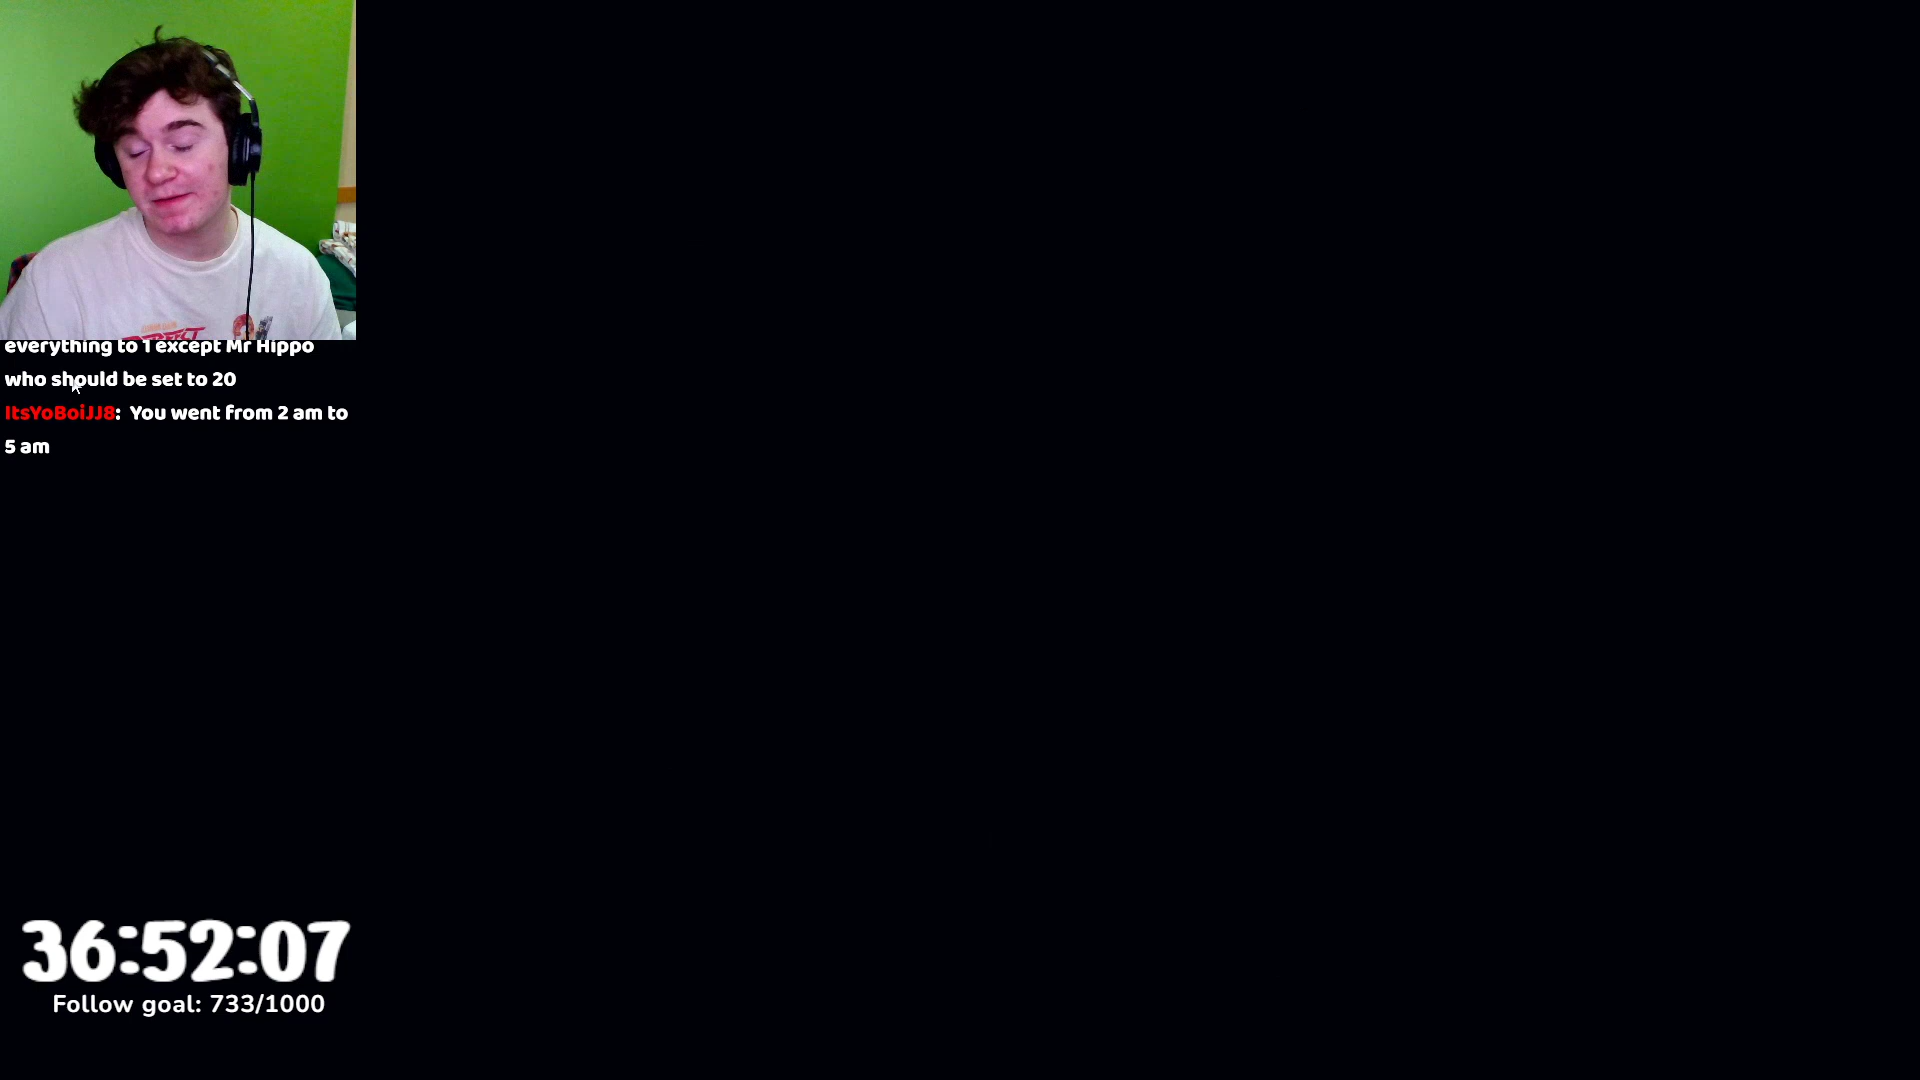 everything to 1 except Mr Hippo
who should be set to 20
ItsYoBoiJJ8: You went from 2 am to
5 am
36:52:07
Follow goal: 733/1000